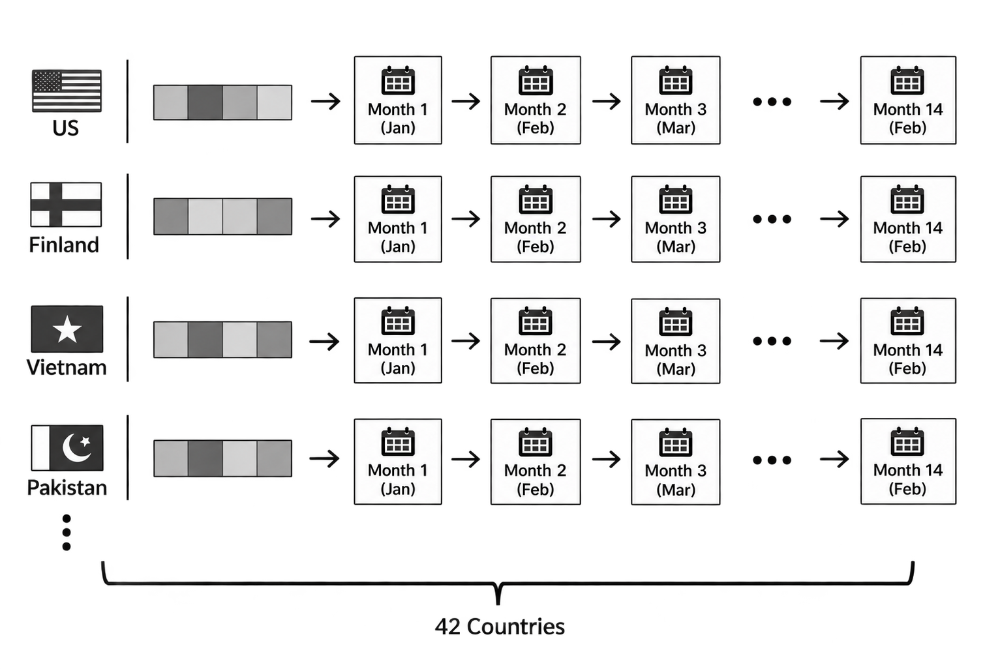 US
Month 1
(Jan)
Month 2
(Feb)
Month 3
(Mar)
Month 14
(Feb)
Finland
Month 1
(Jan)
Month 2
(Feb)
Month 3
(Mar)
Month 14
(Feb)
Vietnam
Month 1
(Jan)
Month 2
(Feb)
Month 3
(Mar)
Month 14
(Feb)
Pakistan
Month 1
(Jan)
Month 2
(Feb)
Month 3
(Mar)
Month 14
(Feb)
42 Countries